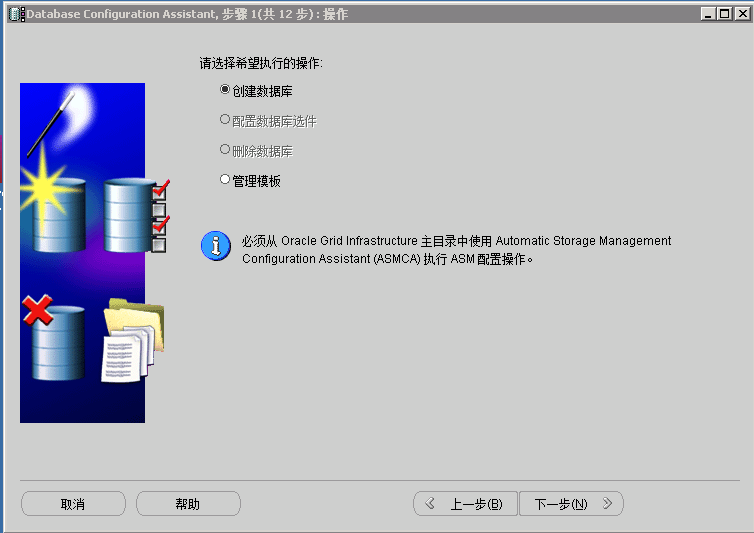 Database Configuration Assistant, 步骤 1(共 12 步) : 操作
请选择希望执行的操作:
创建数据库
配置数据库选件
删除数据库
管理模板
必须从 Oracle Grid Infrastructure 主目录中使用 Automatic Storage Management
Configuration Assistant (ASMCA) 执行 ASM 配置操作。
取消
帮助
上一步(B)
下一步(N)